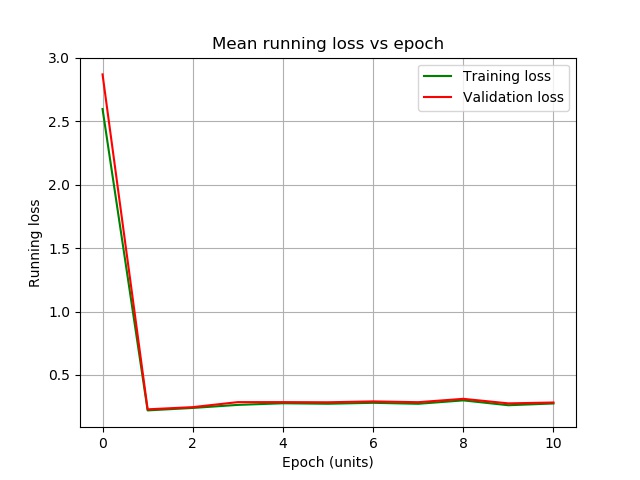 Mean running loss vs epoch
Training loss
Validation loss
3.0
2.5
2.0
1.5
1.0
0.5
Running loss
0
2
4
6
8
10
Epoch (units)